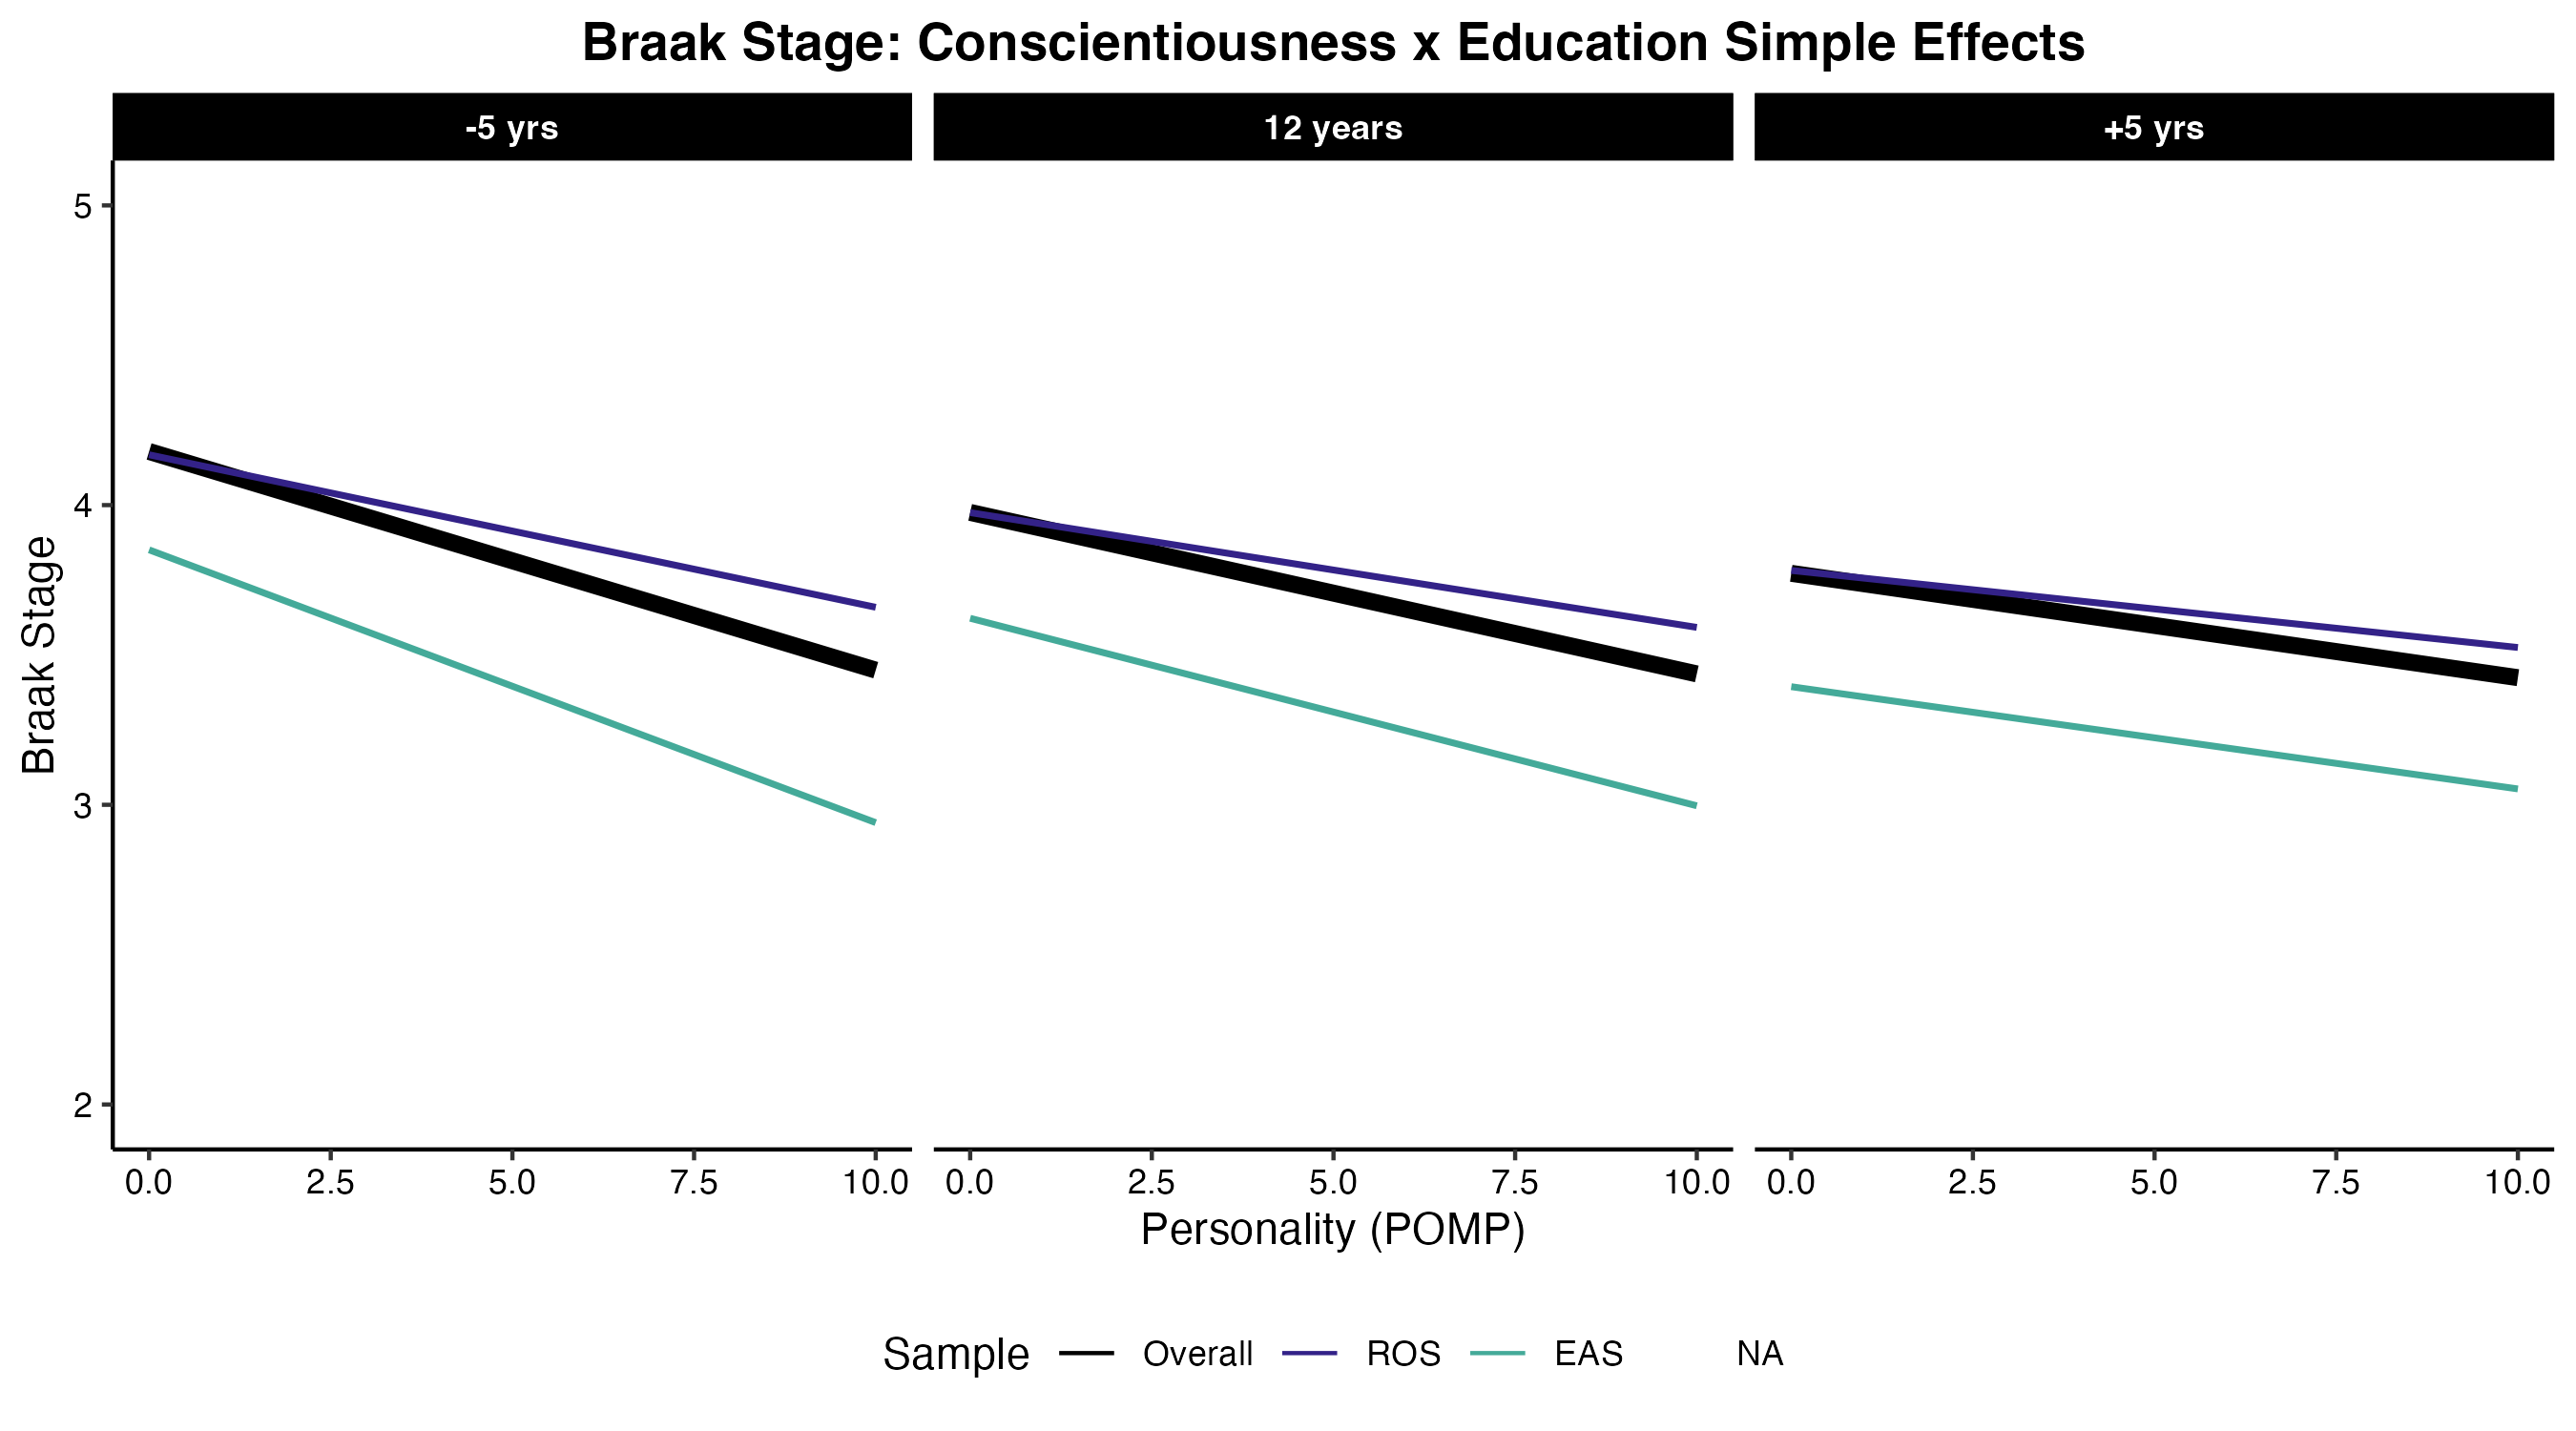 Braak Stage: Conscientiousness x Education Simple Effects
-5 yrs
12 years
+5 yrs
Braak Stage
5
4
3
2
0.0 2.5 5.0 7.5 10.0
0.0 2.5 5.0 7.5 10.0
0.0 2.5 5.0 7.5 10.0
Personality (POMP)
Sample Overall ROS EAS NA